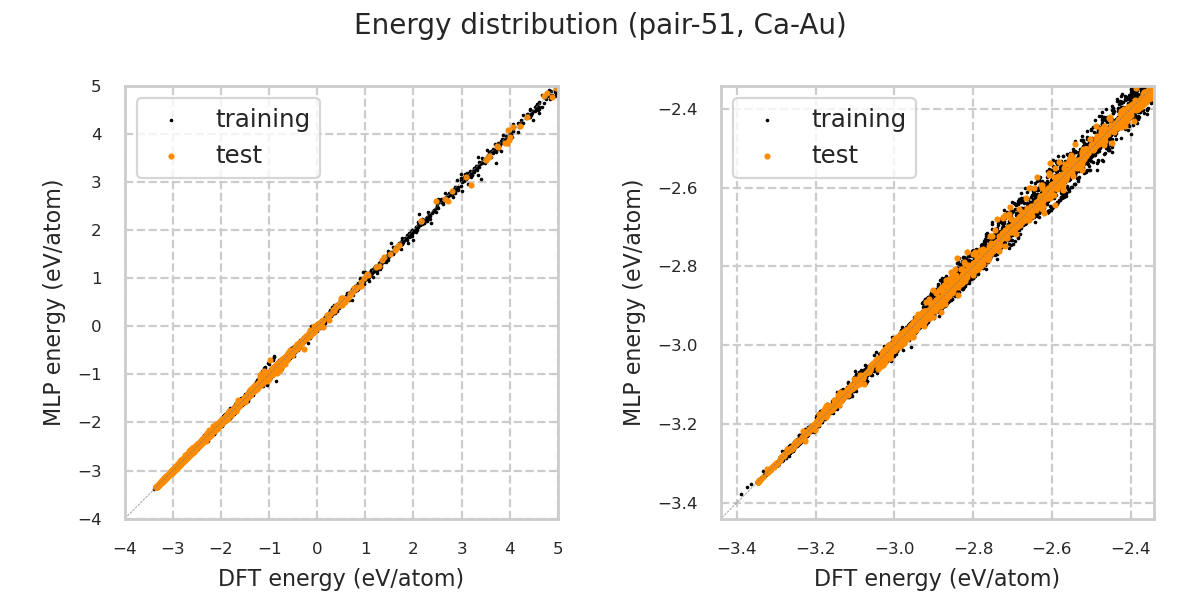 Energy distribution (pair-51, Ca-Au)
training
test
MLP energy (eV/atom)
5
4
3
2
1
0
−1
−2
−3
−4
−4 −3 −2 −1 0 1 2 3 4 5
DFT energy (eV/atom)
training
test
MLP energy (eV/atom)
−2.4
−2.6
−2.8
−3.0
−3.2
−3.4
−3.4 −3.2 −3.0 −2.8 −2.6 −2.4
DFT energy (eV/atom)